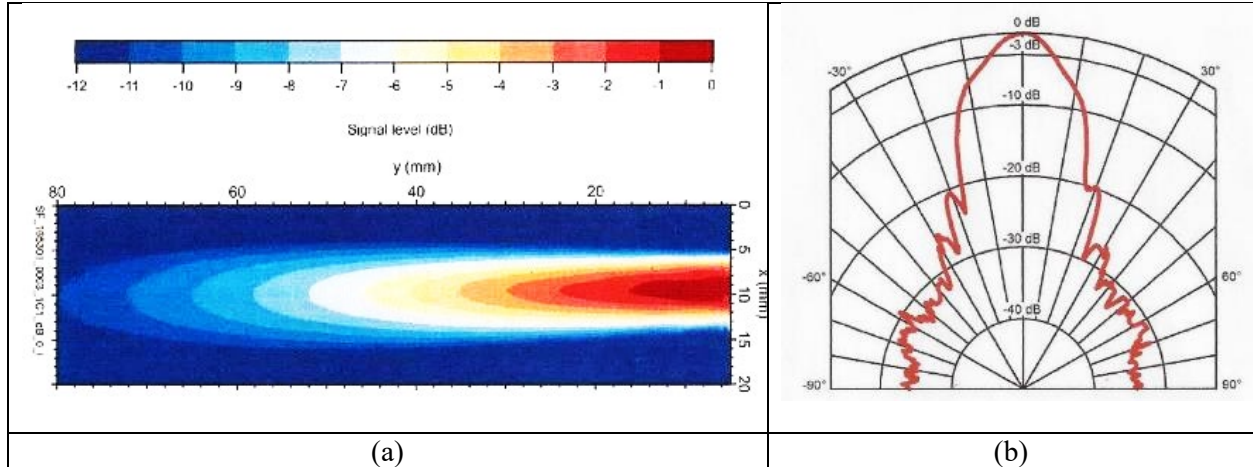 -12 -11 -10 -9 -8 -7 -6 -5 -4 -3 -2 -1 0
Signal level (dB)
y (mm)
80 60 40 20
0
5
10
15
20
x (mm)
0 dB
-3 dB
-10 dB
-20 dB
-30 dB
-40 dB
-30° 30°
-60° 60°
-90° 90°
(a) (b)